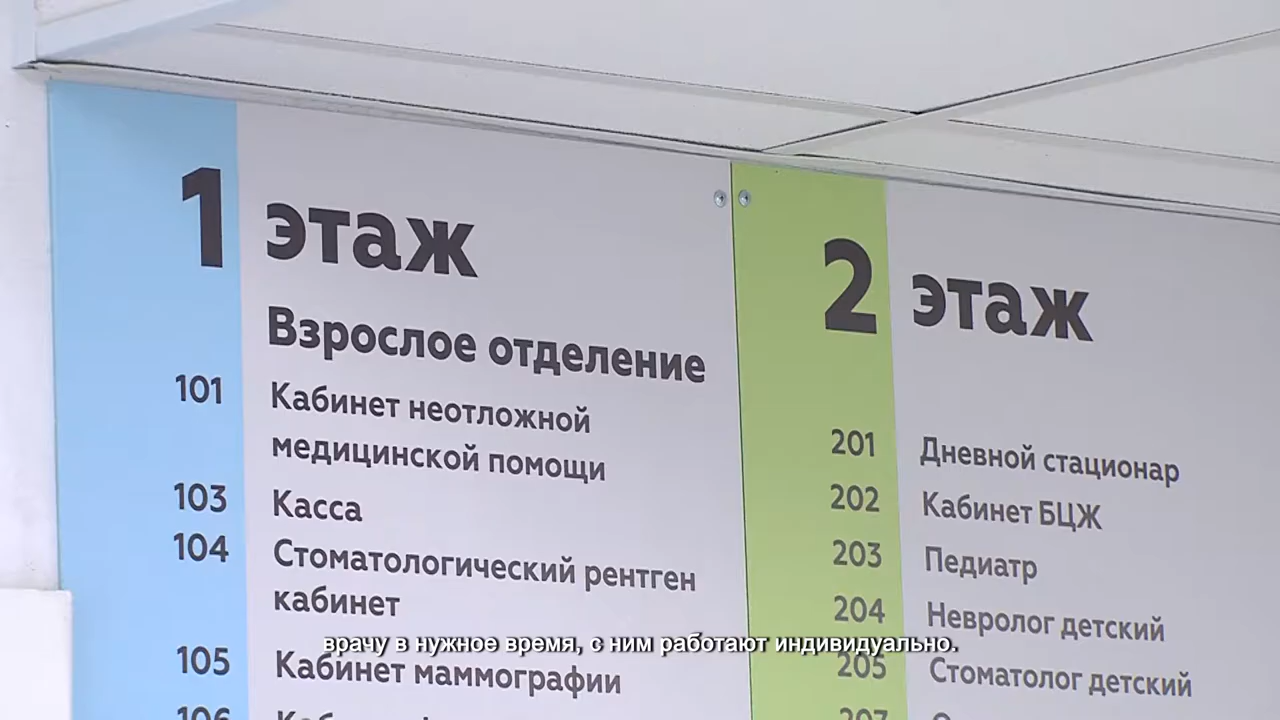 1 этаж
Взрослое отделение
101 Кабинет неотложной
медицинской помощи
103 Касса
104 Стоматологический рентген
кабинет
105 Кабинет маммографии
106
2 этаж
201 Дневной стационар
202 Кабинет БЦЖ
203 Педиатр
204 Невролог детский
205 Стоматолог детский
207
врачу в нужное время, с ним работают индивидуально.